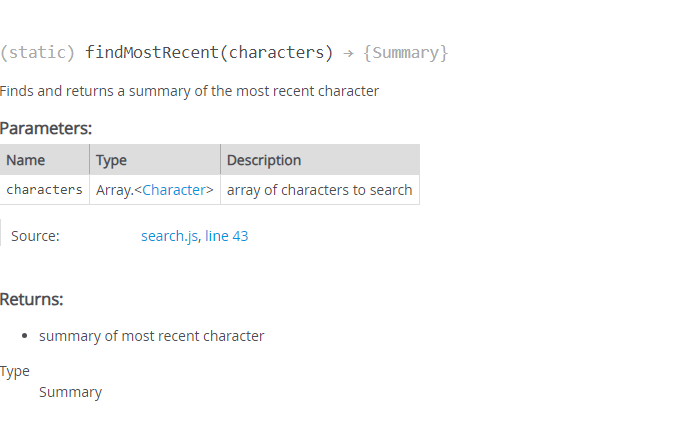 (static) findMostRecent(characters) → {Summary}
Finds and returns a summary of the most recent character
Parameters:
Name Type Description
characters Array.<Character> array of characters to search
Source: search.js, line 43
Returns:
• summary of most recent character
Type
Summary